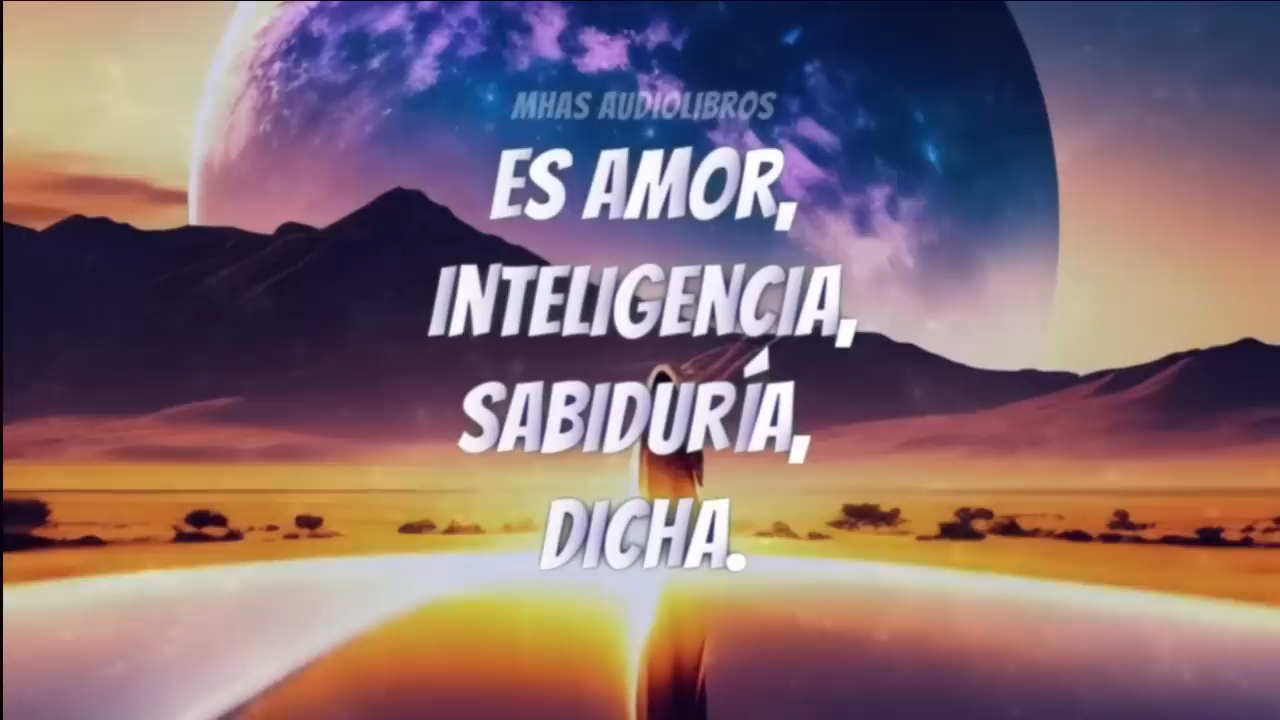 MHAS AUDIOLIBROS
ES AMOR,
INTELIGENCIA,
SABIDURÍA,
DICHA.